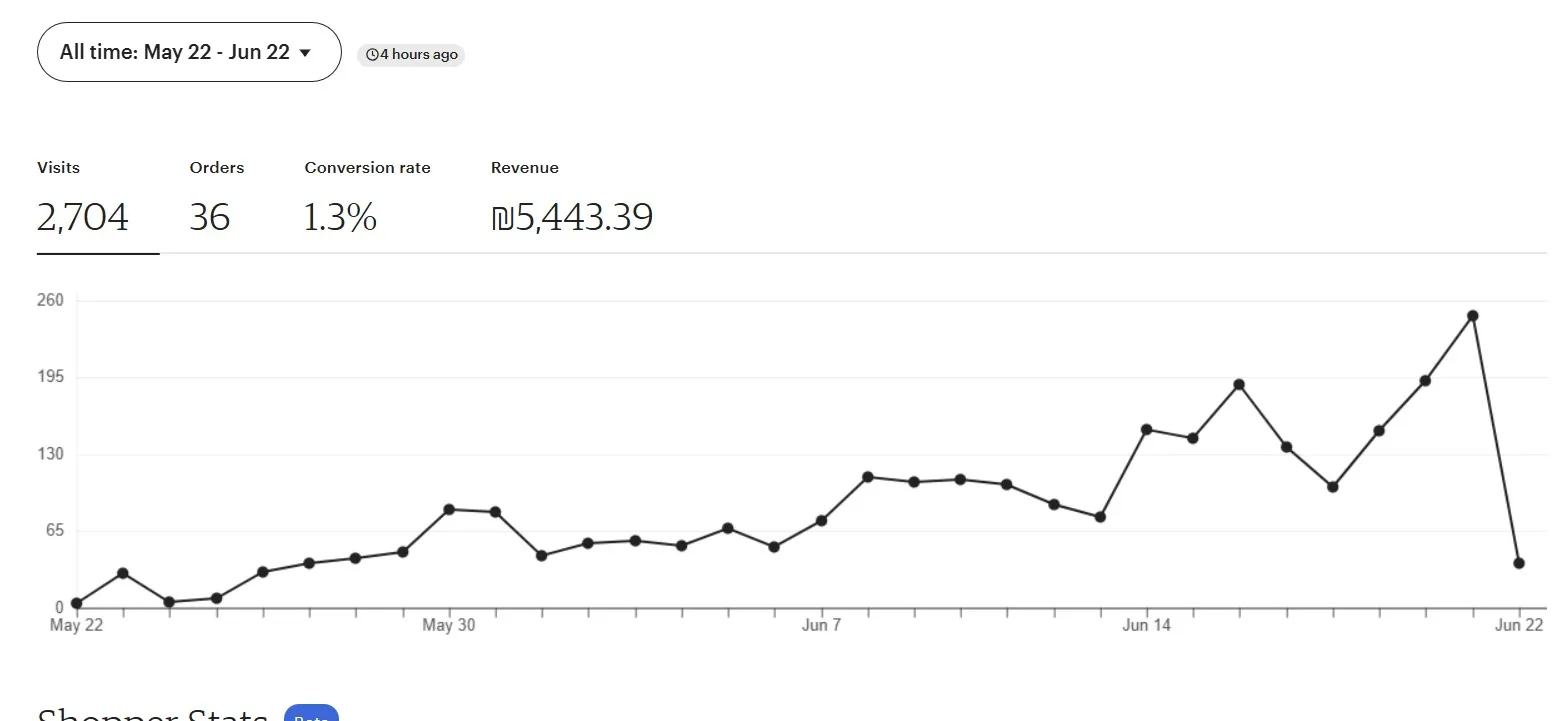 All time: May 22 - Jun 22
4 hours ago
Visits Orders Conversion rate Revenue
2,704 36 1.3% ₪5,443.39
260
195
130
65
0
May 22 May 30 Jun 7 Jun 14 Jun 22
Shopper Stats Beta